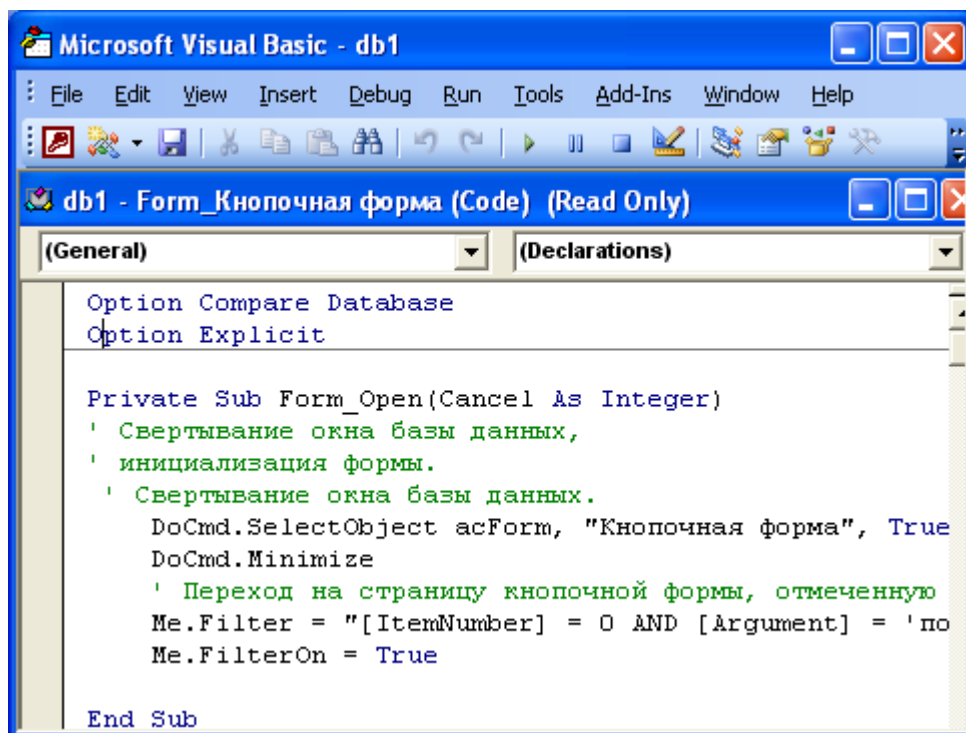 Microsoft Visual Basic - db1
File Edit View Insert Debug Run Tools Add-Ins Window Help
db1 - Form_Кнопочная форма (Code) (Read Only)
(General) (Declarations)
Option Compare Database
Option Explicit
Private Sub Form_Open(Cancel As Integer)
' Свертывание окна базы данных,
' инициализация формы.
' Свертывание окна базы данных.
DoCmd.SelectObject acForm, "Кнопочная форма", True
DoCmd.Minimize
' Переход на страницу кнопочной формы, отмеченную
Me.Filter = "[ItemNumber] = 0 AND [Argument] = 'по
Me.FilterOn = True
End Sub